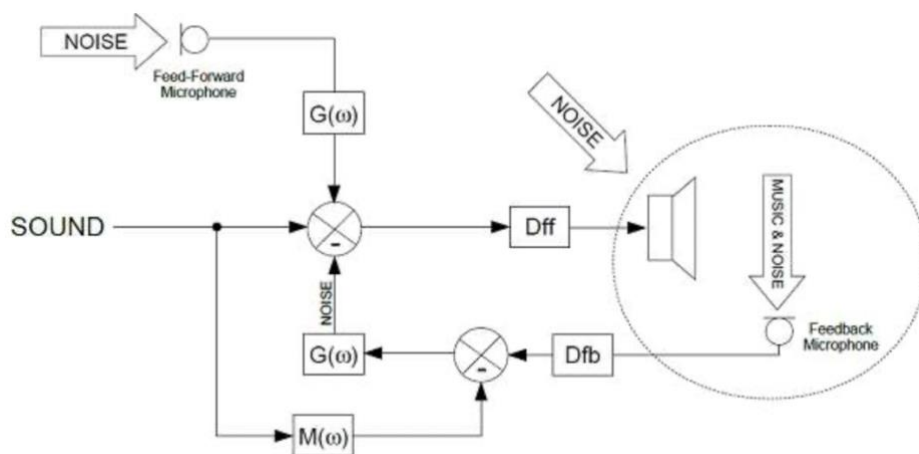 NOISE
Feed-Forward
Microphone
G(ω)
NOISE
SOUND
-
Dff
MUSIC & NOISE
NOISE
G(ω)
-
Dfb
Feedback
Microphone
M(ω)